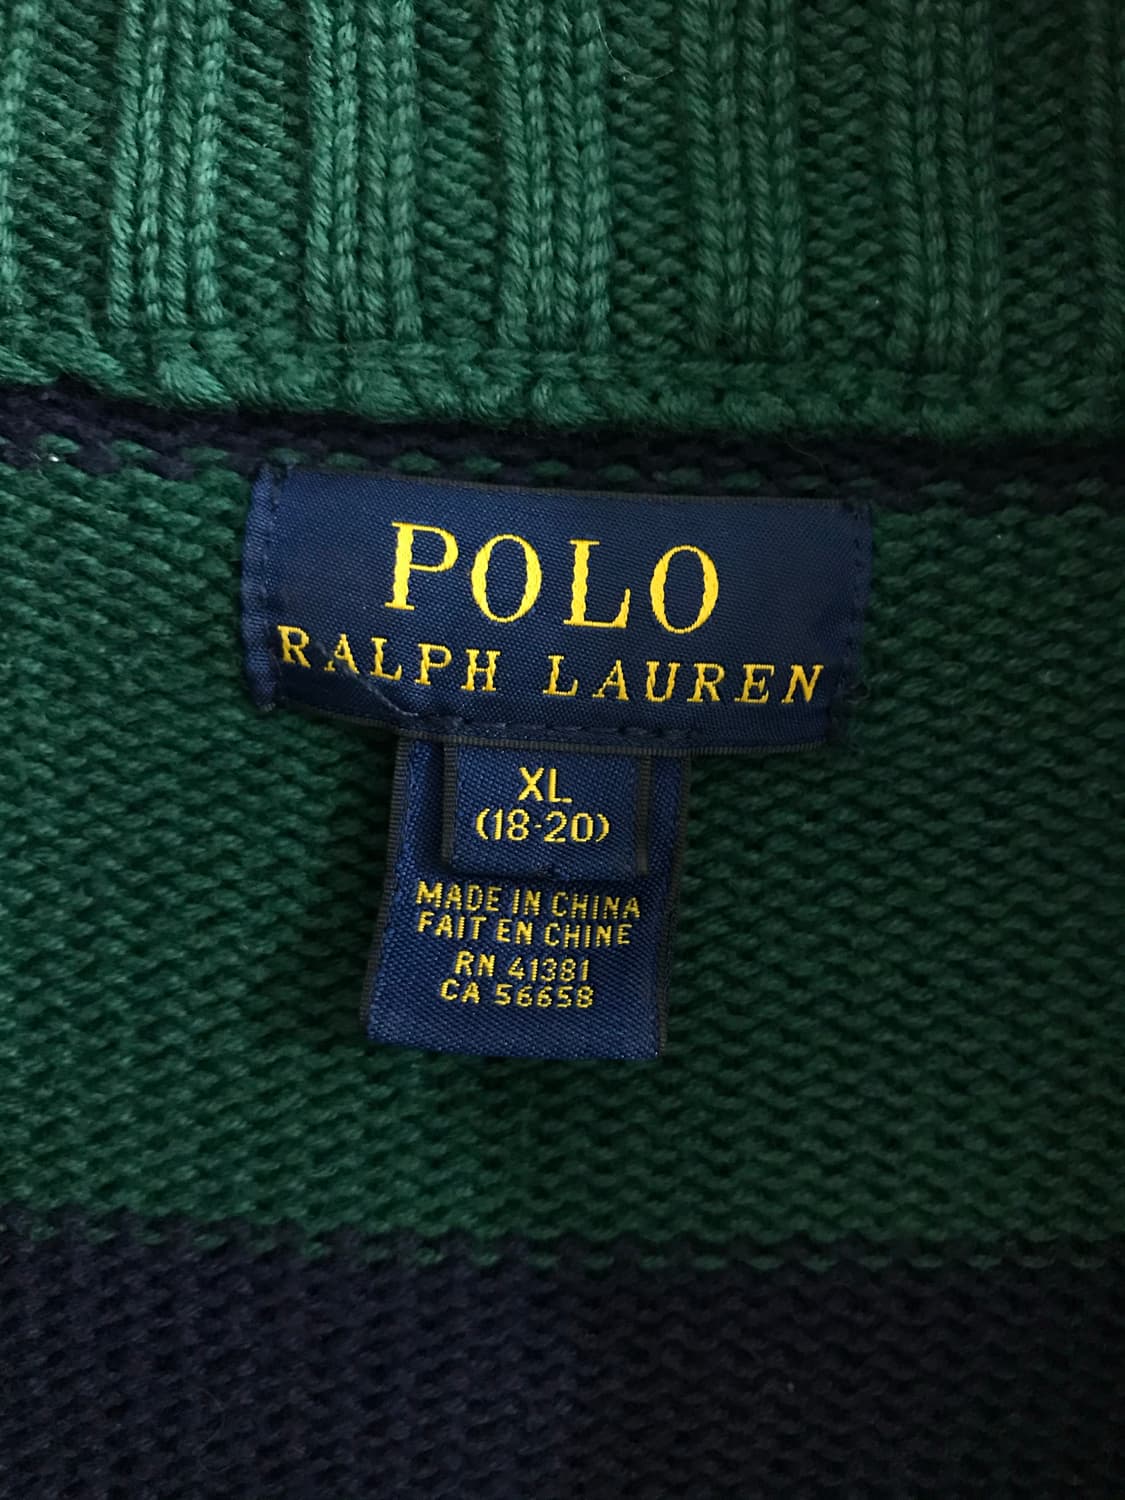 POLO
RALPH LAUREN
XL
(18-20)
MADE IN CHINA
FAIT EN CHINE
RN 41381
CA 56658